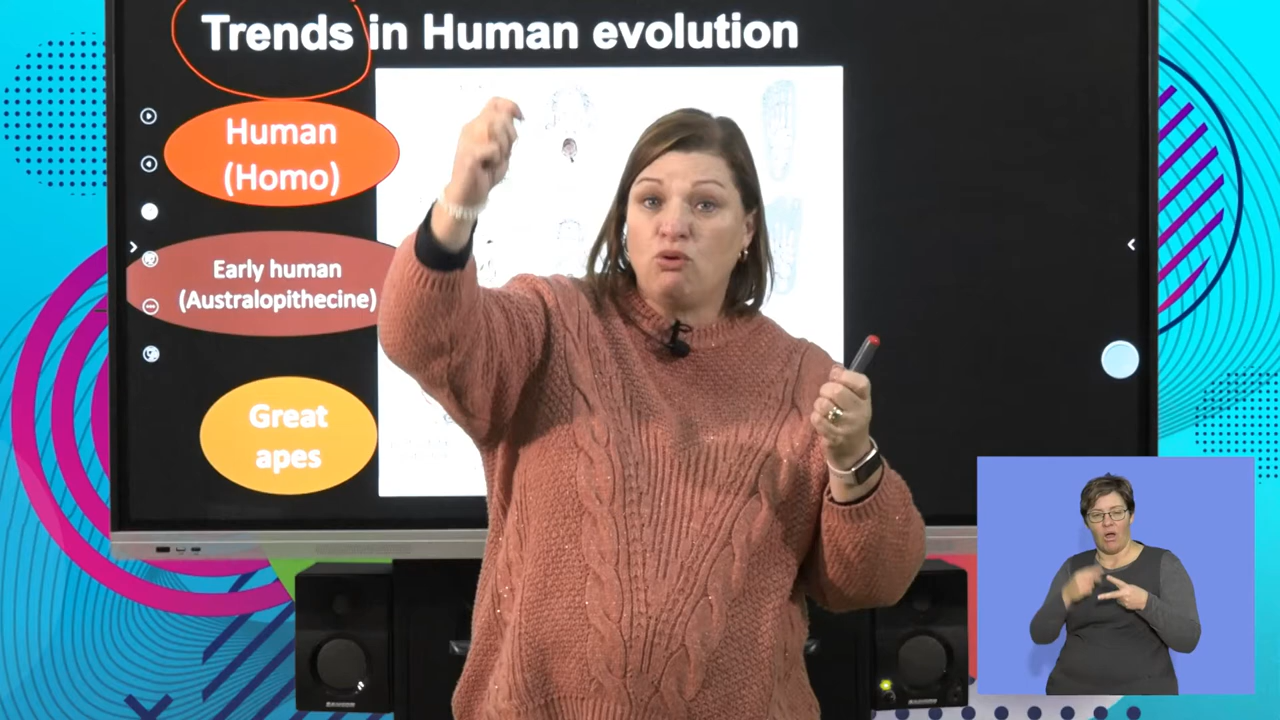 Trends in Human evolution
Human
(Homo)
Early human
(Australopithecine)
Great
apes